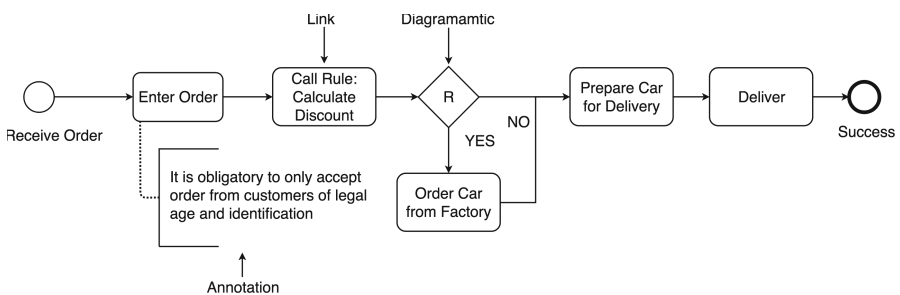 Link
Diagramamtic
Enter Order
Call Rule:
Calculate
Discount
R
Prepare Car
for Delivery
Deliver
Receive Order
NO
YES
Success
It is obligatory to only accept
order from customers of legal
age and identification
Order Car
from Factory
Annotation